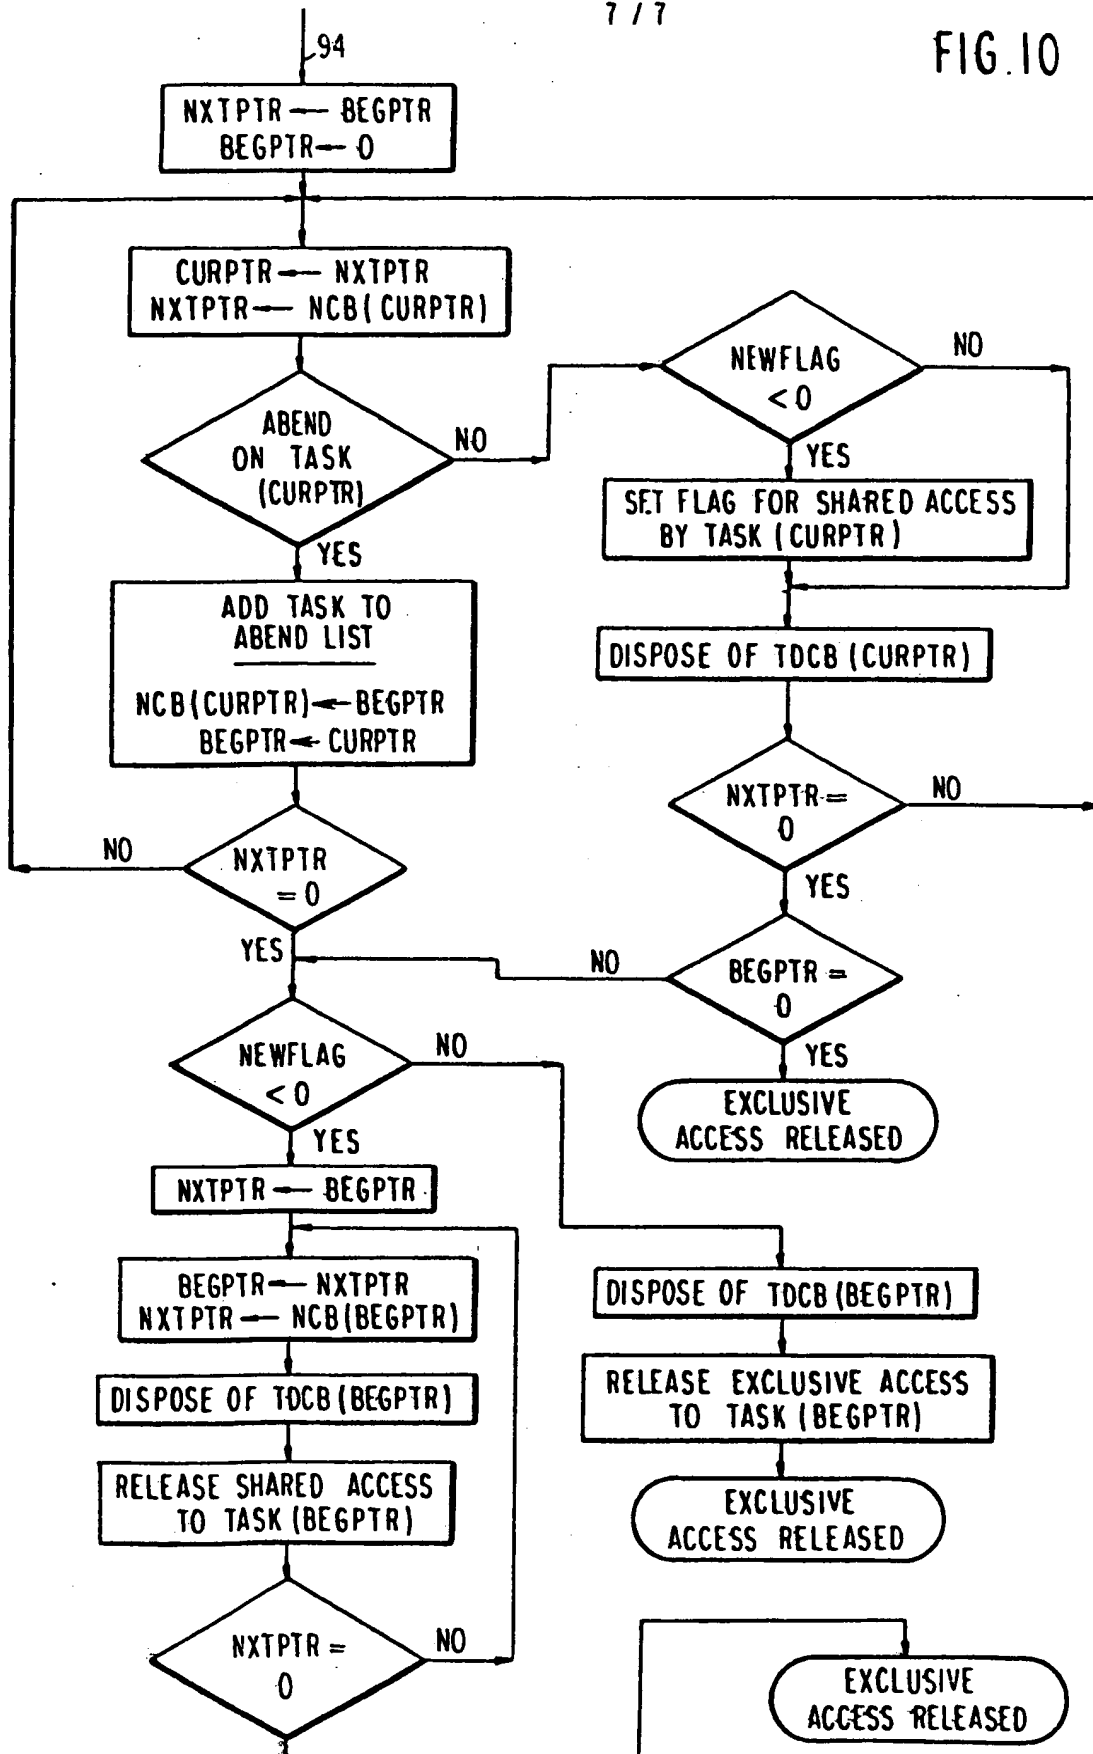 7 / 7
FIG. 10
94
NXTPTR ← BEGPTR
BEGPTR ← 0
CURPTR ← NXTPTR
NXTPTR ← NCB(CURPTR)
ABEND
ON TASK
(CURPTR)
NO
YES
NEWFLAG
< 0
NO
YES
SET FLAG FOR SHARED ACCESS
BY TASK (CURPTR)
ADD TASK TO
ABEND LIST
NCB(CURPTR) ← BEGPTR
BEGPTR ← CURPTR
DISPOSE OF TDCB (CURPTR)
NXTPTR =
0
NO
YES
NXTPTR
= 0
NO
YES
BEGPTR =
0
NO
YES
EXCLUSIVE
ACCESS RELEASED
NEWFLAG
< 0
NO
YES
NXTPTR ← BEGPTR
BEGPTR ← NXTPTR
NXTPTR ← NCB(BEGPTR)
DISPOSE OF TDCB (BEGPTR)
RELEASE SHARED ACCESS
TO TASK (BEGPTR)
NXTPTR =
0
NO
DISPOSE OF TDCB (BEGPTR)
RELEASE EXCLUSIVE ACCESS
TO TASK (BEGPTR)
EXCLUSIVE
ACCESS RELEASED
EXCLUSIVE
ACCESS RELEASED